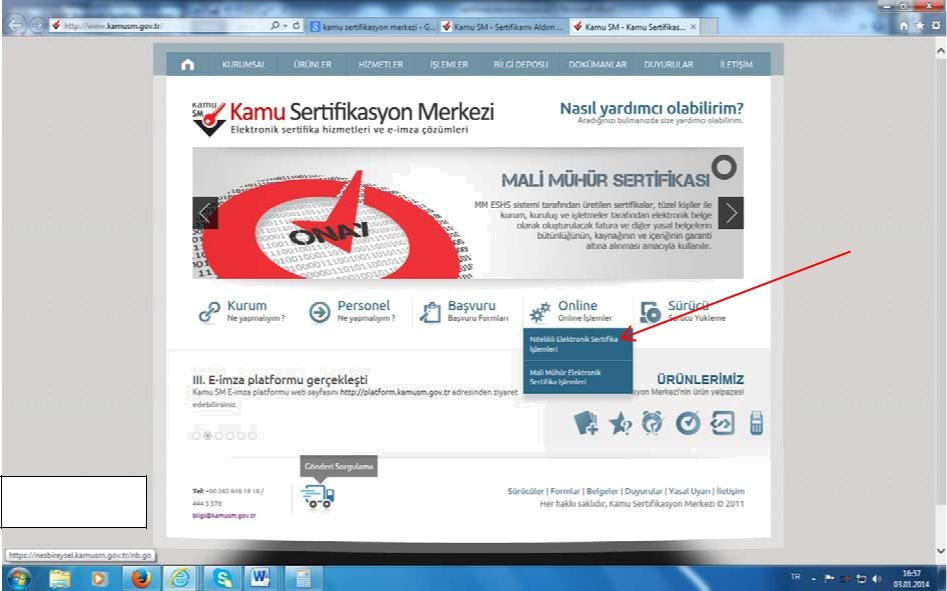 http://www.kamusm.gov.tr/
kamu sertifikasyon merkezi - G...
Kamu SM - Sertifikamı Aldım ...
Kamu SM - Kamu Sertifikas...
KURUMSAL ÜRÜNLER HİZMETLER İŞLEMLER BİLGİ DEPOSU DOKÜMANLAR DUYURULAR İLETİŞİM
kamu SM
Kamu Sertifikasyon Merkezi
Elektronik sertifika hizmetleri ve e-imza çözümleri
Nasıl yardımcı olabilirim?
Aradığınızı bulmanızda size yardımcı olabilirim.
ONAY
MALİ MÜHÜR SERTİFİKASI
MM ESHS sistemi tarafından üretilen sertifikalar, tüzel kişiler ile
kurum, kuruluş ve işletmeler tarafından elektronik belge
olarak oluşturulacak fatura ve diğer yasal belgelerin
bütünlüğünün, kaynağının ve içeriğinin garanti
altına alınması amacıyla kullanılır.
Kurum
Ne yapmalıyım ?
Personel
Ne yapmalıyım ?
Başvuru
Başvuru Formları
Online
Online İşlemler
Sürücü
Sürücü Yükleme
Nitelikli Elektronik Sertifika
İşlemleri
Mali Mühür Elektronik
Sertifika İşlemleri
III. E-imza platformu gerçekleşti
Kamu SM E-imza platformu web sayfasını http://platform.kamusm.gov.tr adresinden ziyaret
edebilirsiniz.
ÜRÜNLERİMİZ
syon Merkezi'nin ürün yelpazesi
Gönderi Sorgulama
Tel: +90 262 648 18 18 /
444 5 576
bilgi@kamusm.gov.tr
Sürücüler | Formlar | Belgeler | Duyurular | Yasal Uyarı | İletişim
Her hakkı saklıdır, Kamu Sertifikasyon Merkezi © 2011
https://nesbireysel.kamusm.gov.tr/nb.go
TR
16:57
03.01.2014